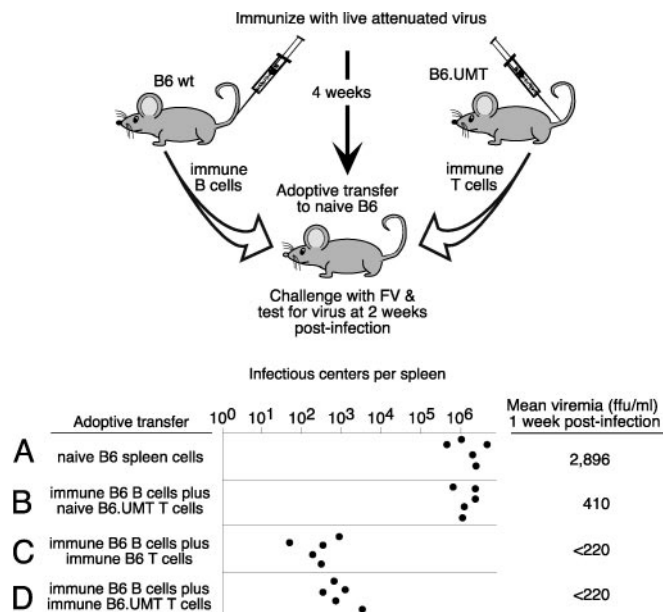 Immunize with live attenuated virus
B6 wt
B6.UMT
4 weeks
immune
B cells
immune
T cells
Adoptive transfer
to naive B6
Challenge with FV &
test for virus at 2 weeks
post-infection
Infectious centers per spleen
Adoptive transfer
10^0 10^1 10^2 10^3 10^4 10^5 10^6
Mean viremia (ffu/ml)
1 week post-infection
A naive B6 spleen cells 2,896
B immune B6 B cells plus
naive B6.UMT T cells 410
C immune B6 B cells plus
immune B6 T cells <220
D immune B6 B cells plus
immune B6.UMT T cells <220